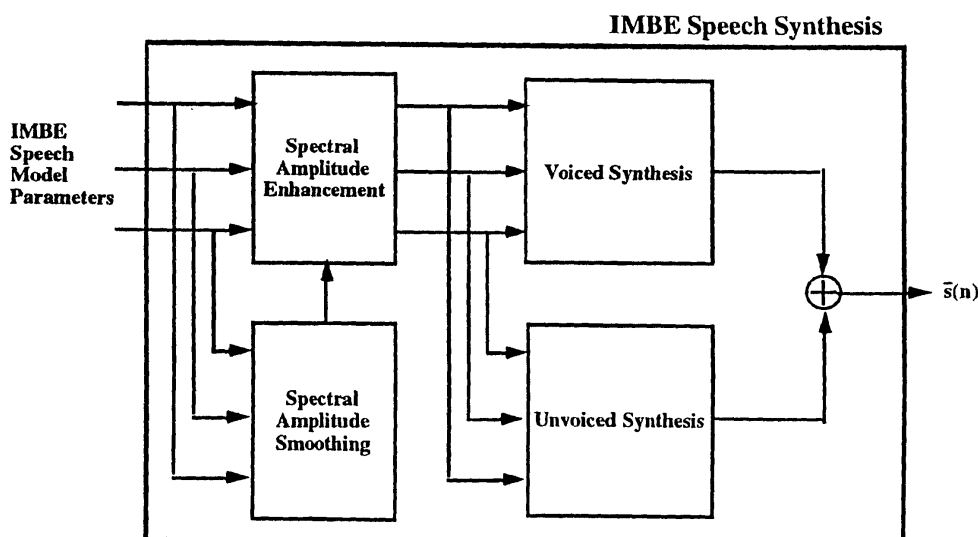 IMBE Speech Synthesis
IMBE
Speech
Model
Parameters
Spectral
Amplitude
Enhancement
Voiced Synthesis
s̄(n)
Spectral
Amplitude
Smoothing
Unvoiced Synthesis